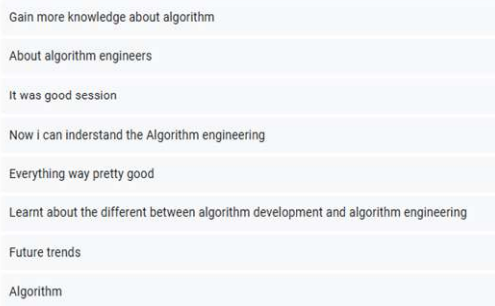 Gain more knowledge about algorithm
About algorithm engineers
It was good session
Now i can inderstand the Algorithm engineering
Everything way pretty good
Learnt about the different between algorithm development and algorithm engineering
Future trends
Algorithm